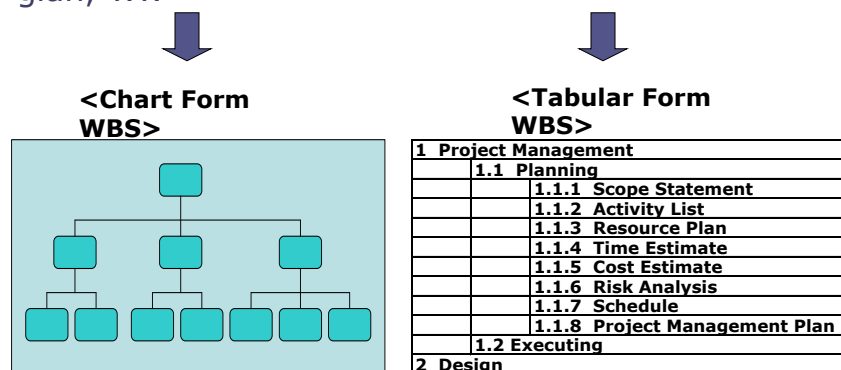 <Chart Form
WBS>
<Tabular Form
WBS>
1 Project Management
1.1 Planning
1.1.1 Scope Statement
1.1.2 Activity List
1.1.3 Resource Plan
1.1.4 Time Estimate
1.1.5 Cost Estimate
1.1.6 Risk Analysis
1.1.7 Schedule
1.1.8 Project Management Plan
1.2 Executing
2 Design